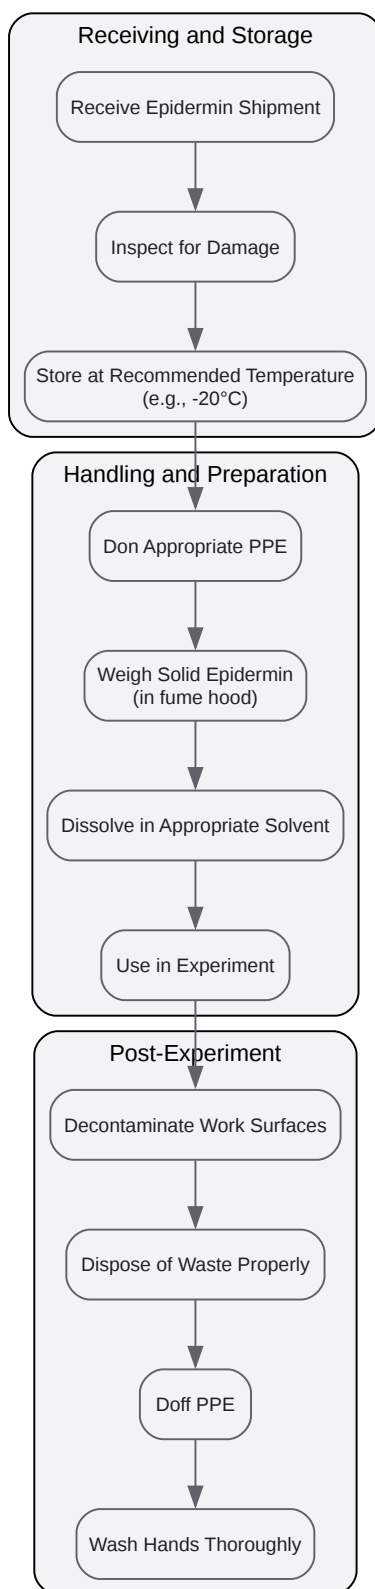 Receiving and Storage
Receive Epidermin Shipment
Inspect for Damage
Store at Recommended Temperature
(e.g., -20°C)
Handling and Preparation
Don Appropriate PPE
Weigh Solid Epidermin
(in fume hood)
Dissolve in Appropriate Solvent
Use in Experiment
Post-Experiment
Decontaminate Work Surfaces
Dispose of Waste Properly
Doff PPE
Wash Hands Thoroughly